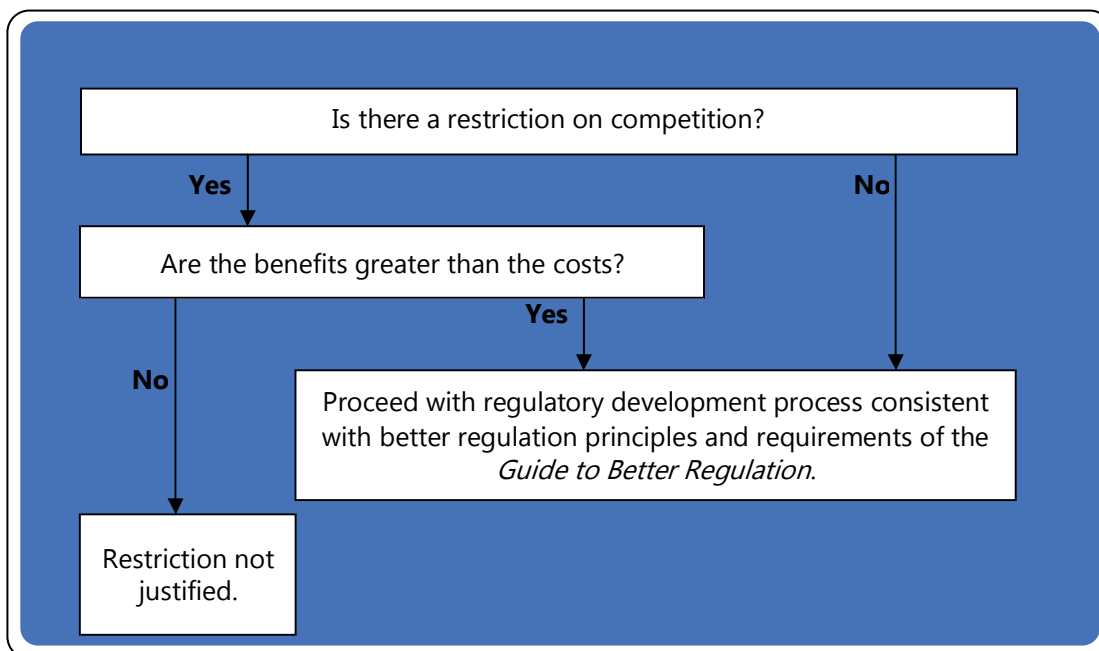 Is there a restriction on competition?
Yes
No
Are the benefits greater than the costs?
Yes
No
Proceed with regulatory development process consistent
with better regulation principles and requirements of the
Guide to Better Regulation.
Restriction not
justified.